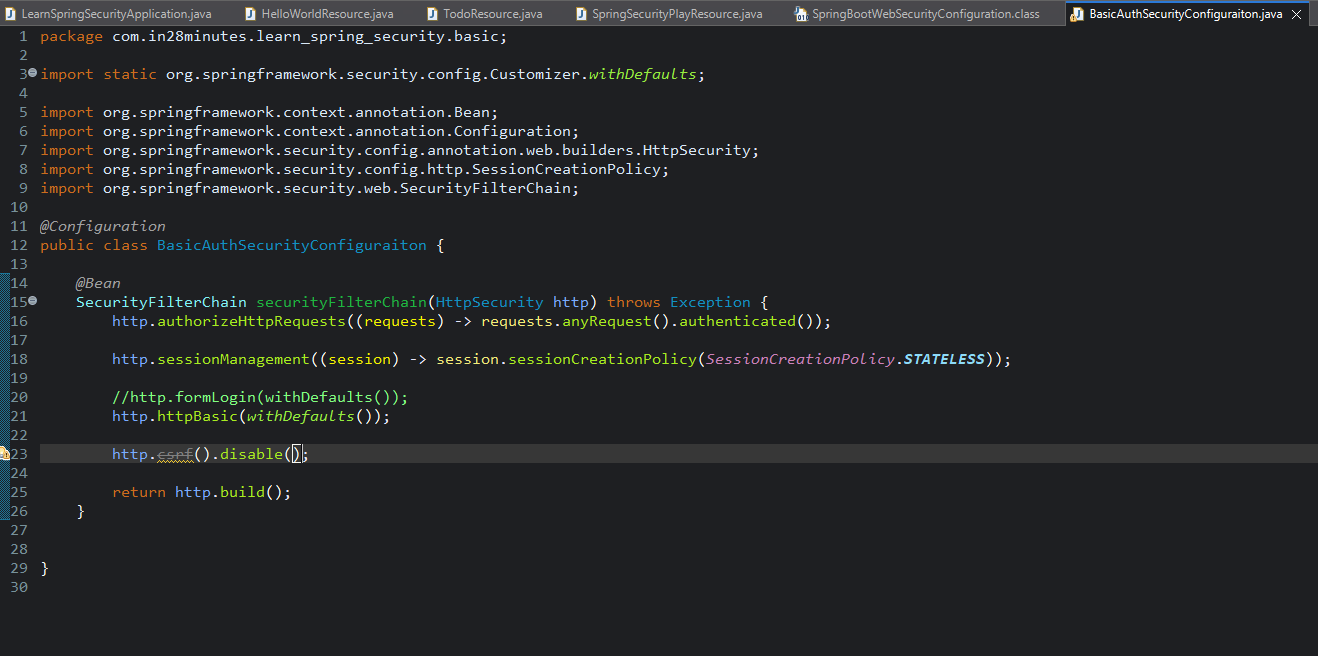 LearnSpringSecurityApplication.java HelloWorldResource.java TodoResource.java SpringSecurityPlayResource.java SpringBootWebSecurityConfiguration.class BasicAuthSecurityConfiguraiton.java
1 package com.in28minutes.learn_spring_security.basic;
2
3 import static org.springframework.security.config.Customizer.withDefaults;
4
5 import org.springframework.context.annotation.Bean;
6 import org.springframework.context.annotation.Configuration;
7 import org.springframework.security.config.annotation.web.builders.HttpSecurity;
8 import org.springframework.security.config.http.SessionCreationPolicy;
9 import org.springframework.security.web.SecurityFilterChain;
10
11 @Configuration
12 public class BasicAuthSecurityConfiguraiton {
13
14 @Bean
15 SecurityFilterChain securityFilterChain(HttpSecurity http) throws Exception {
16 http.authorizeHttpRequests((requests) -> requests.anyRequest().authenticated());
17
18 http.sessionManagement((session) -> session.sessionCreationPolicy(SessionCreationPolicy.STATELESS));
19
20 //http.formLogin(withDefaults());
21 http.httpBasic(withDefaults());
22
23 http.csrf().disable();
24
25 return http.build();
26 }
27
28
29 }
30